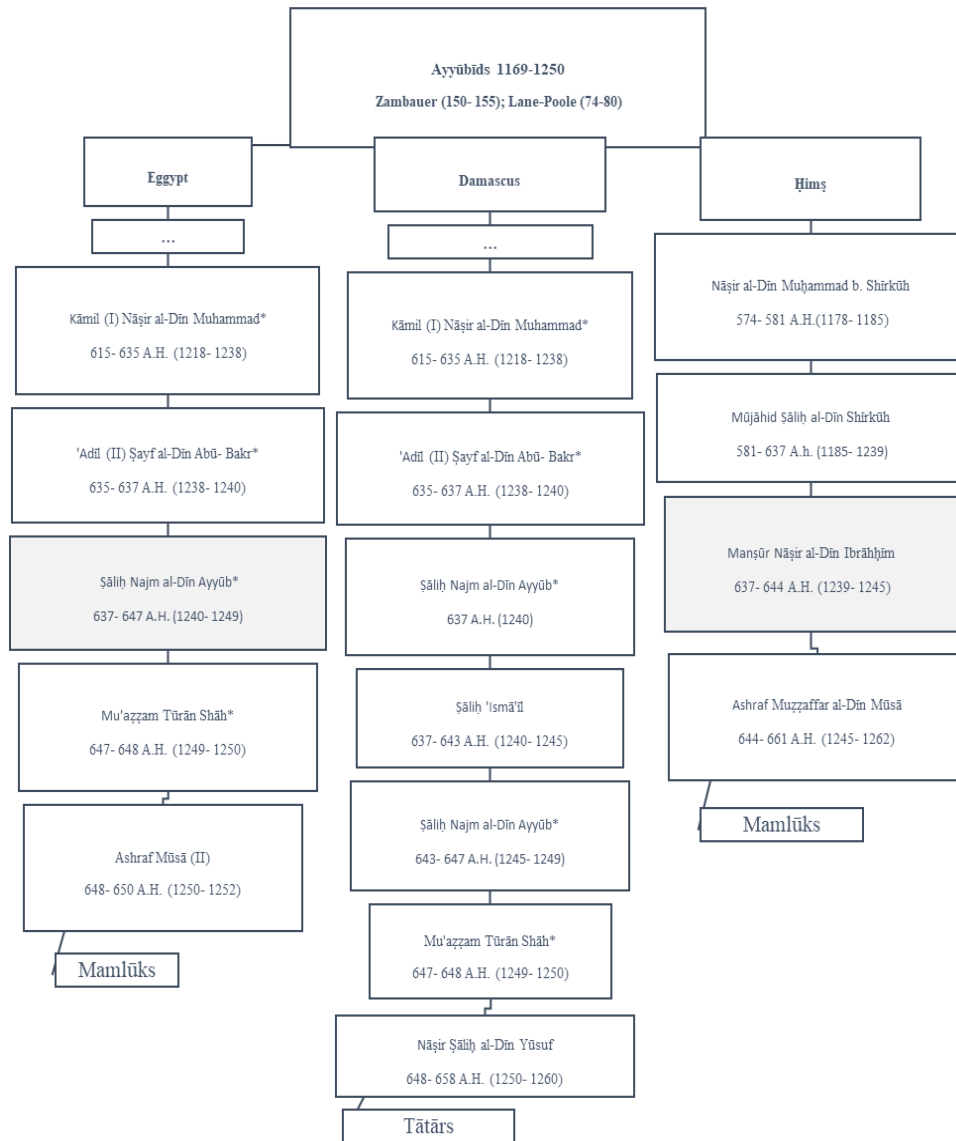 Ayyūbīds 1169-1250
Zambauer (150- 155); Lane-Poole (74-80)
Eggypt
...
Kāmil (I) Nāṣir al-Dīn Muhammad*
615- 635 A.H. (1218- 1238)
'Adīl (II) Ṣayf al-Dīn Abū- Bakr*
635- 637 A.H. (1238- 1240)
Ṣāliḥ Najm al-Dīn Ayyūb*
637- 647 A.H. (1240- 1249)
Mu'aẓẓam Tūrān Shāh*
647- 648 A.H. (1249- 1250)
Ashraf Mūsā (II)
648- 650 A.H. (1250- 1252)
Mamlūks
Damascus
...
Kāmil (I) Nāṣir al-Dīn Muhammad*
615- 635 A.H. (1218- 1238)
'Adīl (II) Ṣayf al-Dīn Abū- Bakr*
635- 637 A.H. (1238- 1240)
Ṣāliḥ Najm al-Dīn Ayyūb*
637 A.H. (1240)
Ṣāliḥ 'Ismā'īl
637- 643 A.H. (1240- 1245)
Ṣāliḥ Najm al-Dīn Ayyūb*
643- 647 A.H. (1245- 1249)
Mu'aẓẓam Tūrān Shāh*
647- 648 A.H. (1249- 1250)
Nāṣir Ṣāliḥ al-Dīn Yūsuf
648- 658 A.H. (1250- 1260)
Tātārs
Ḥimṣ
Nāṣir al-Dīn Muḥammad b. Shīrkūh
574- 581 A.H.(1178- 1185)
Mūjāhid Ṣāliḥ al-Dīn Shīrkūh
581- 637 A.h. (1185- 1239)
Manṣūr Nāṣir al-Dīn Ibrāhḥīm
637- 644 A.H. (1239- 1245)
Ashraf Muẓẓaffar al-Dīn Mūsā
644- 661 A.H. (1245- 1262)
Mamlūks